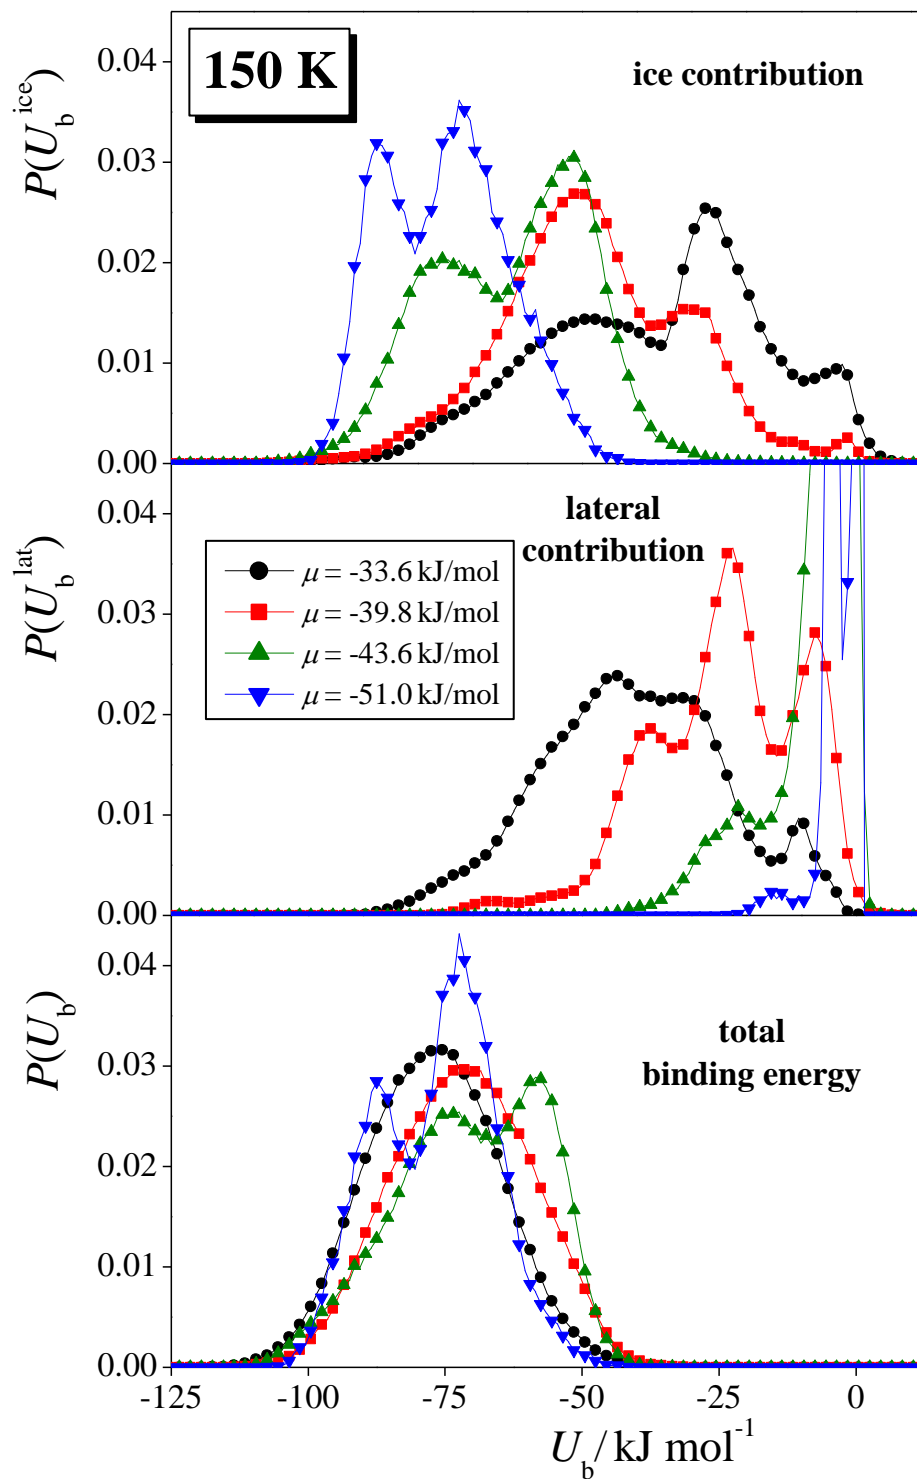 150 K
ice contribution
P(U_b^ice)
0.04
0.03
0.02
0.01
0.00
lateral
contribution
P(U_b^lat)
0.04
0.03
0.02
0.01
0.00
μ = -33.6 kJ/mol
μ = -39.8 kJ/mol
μ = -43.6 kJ/mol
μ = -51.0 kJ/mol
total
binding energy
P(U_b)
0.04
0.03
0.02
0.01
0.00
-125 -100 -75 -50 -25 0
U_b/ kJ mol^-1